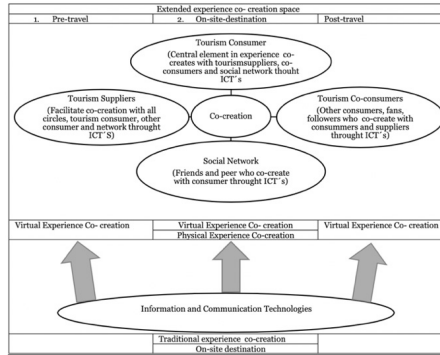 Extended experience co- creation space
1. Pre-travel
2. On-site-destination
Post-travel
Tourism Consumer
(Central element in experience co-
creates with tourismsuppliers, co-
consumers and social network thought
ICT´s
Tourism Suppliers
(Facilitate co-creation with all
circles, tourism consumer, other
consumer and network throught
ICT´S)
Co-creation
Tourism Co-consumers
(Other consumers, fans,
followers who co-create with
consummers and suppliers
throught ICT´s)
Social Network
(Friends and peer who co-create
with consumer throught ICT´s)
Virtual Experience Co- creation
Virtual Experience Co- creation
Physical Experience Co-creation
Virtual Experience Co- creation
Information and Communication Technologies
Traditional experience co-creation
On-site destination